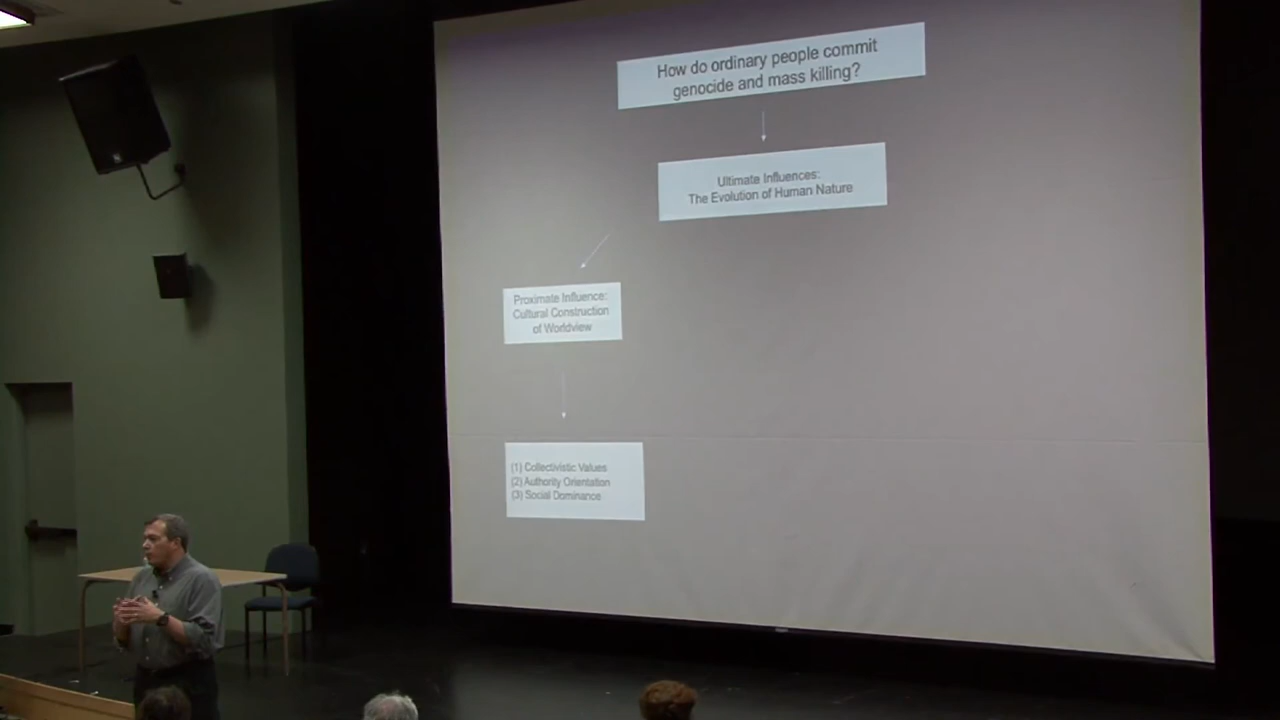 How do ordinary people commit
genocide and mass killing?
Ultimate Influences:
The Evolution of Human Nature
Proximate Influence:
Cultural Construction
of Worldview
(1) Collectivistic Values
(2) Authority Orientation
(3) Social Dominance